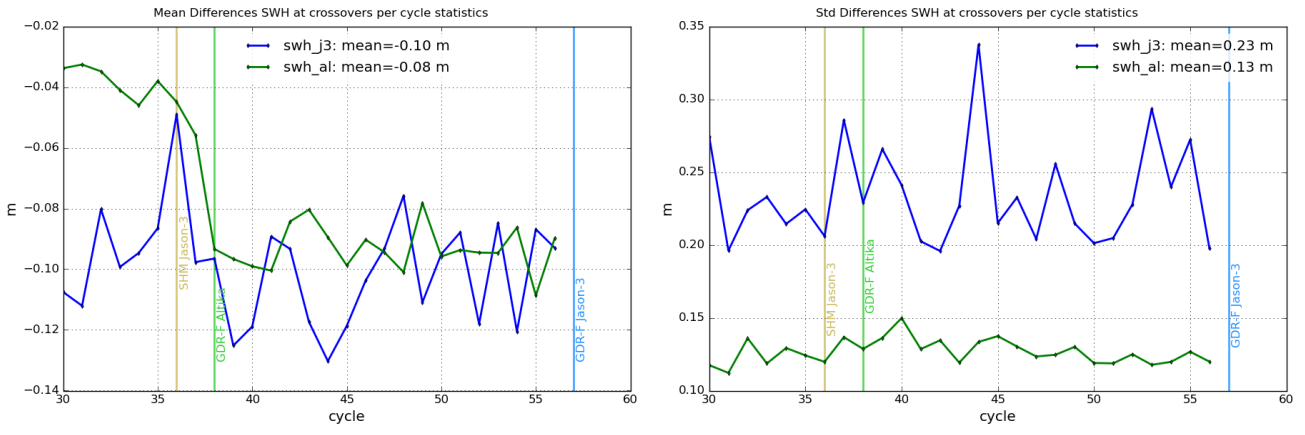 Mean Differences SWH at crossovers per cycle statistics
swh_j3: mean=-0.10 m
swh_al: mean=-0.08 m
−0.02
−0.04
−0.06
−0.08
−0.10
−0.12
−0.14
m
SHM Jason-3
GDR-F Altika
GDR-F Jason-3
30 35 40 45 50 55 60
cycle
Std Differences SWH at crossovers per cycle statistics
swh_j3: mean=0.23 m
swh_al: mean=0.13 m
0.35
0.30
0.25
0.20
0.15
0.10
m
SHM Jason-3
GDR-F Altika
GDR-F Jason-3
30 35 40 45 50 55 60
cycle